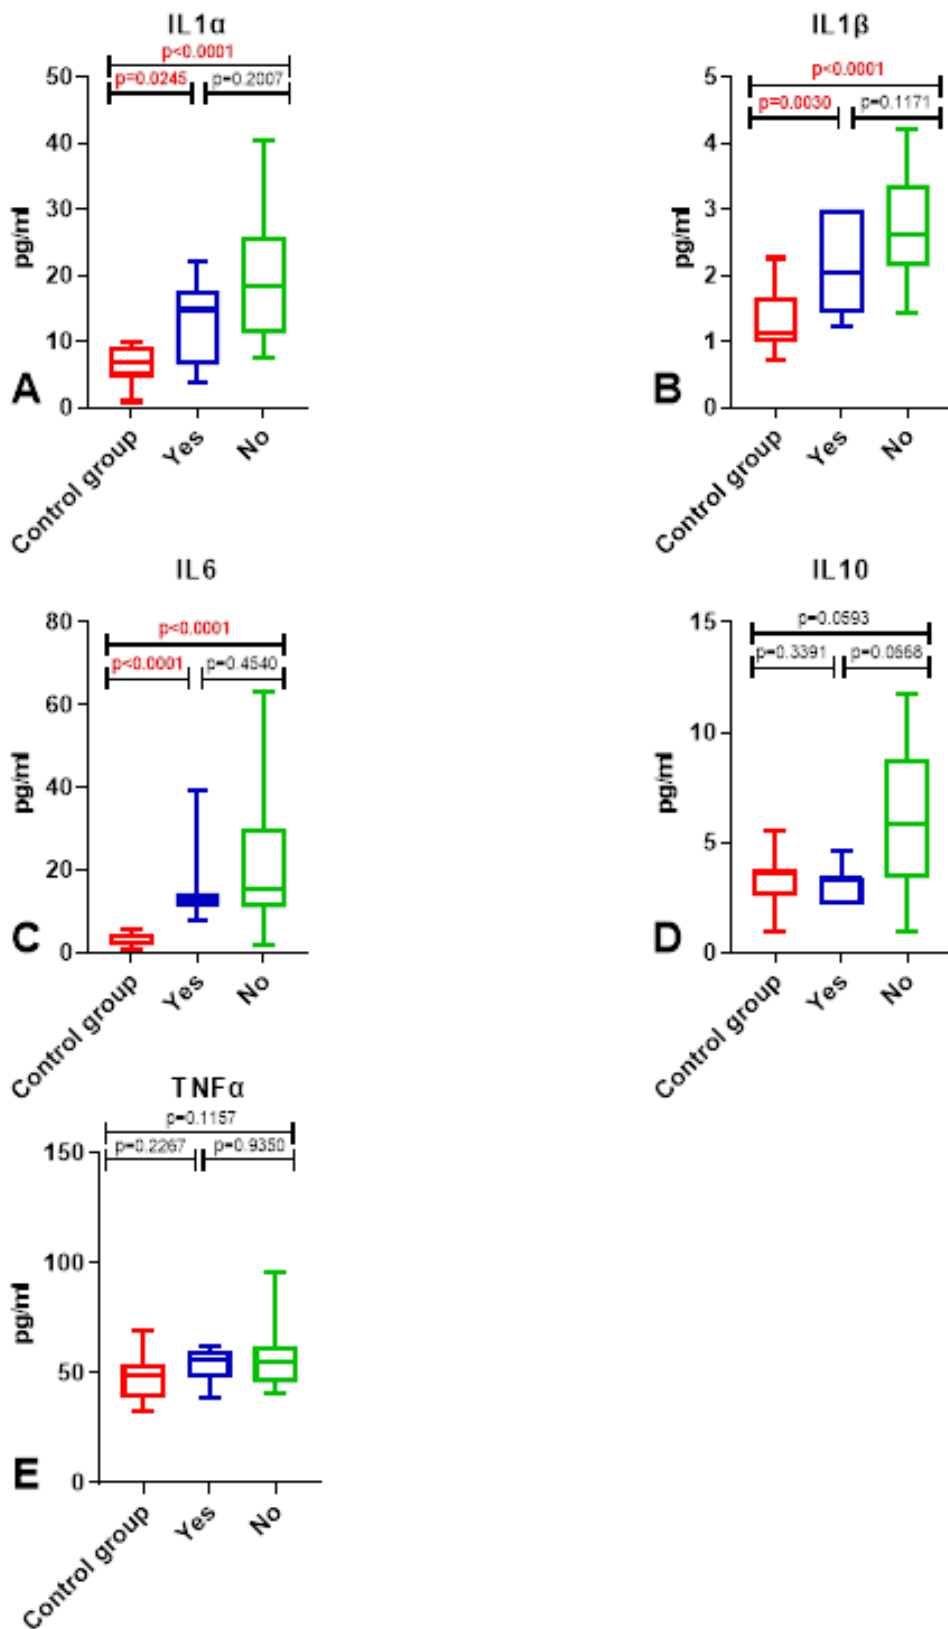 IL1α
p<0.0001
p=0.0245 p=0.2007
50
40
30
20
10
0
pg/ml
A
Control group
Yes
No
IL1β
p<0.0001
p=0.0030 p=0.1171
5
4
3
2
1
0
pg/ml
B
Control group
Yes
No
IL6
p<0.0001
p<0.0001 p=0.4540
80
60
40
20
0
pg/ml
C
Control group
Yes
No
IL10
p=0.0593
p=0.3391
15
10
5
0
pg/ml
D
Control group
Yes
No
TNFα
p=0.1157
p=0.2267 p=0.9350
150
100
50
0
pg/ml
E
Control group
Yes
No